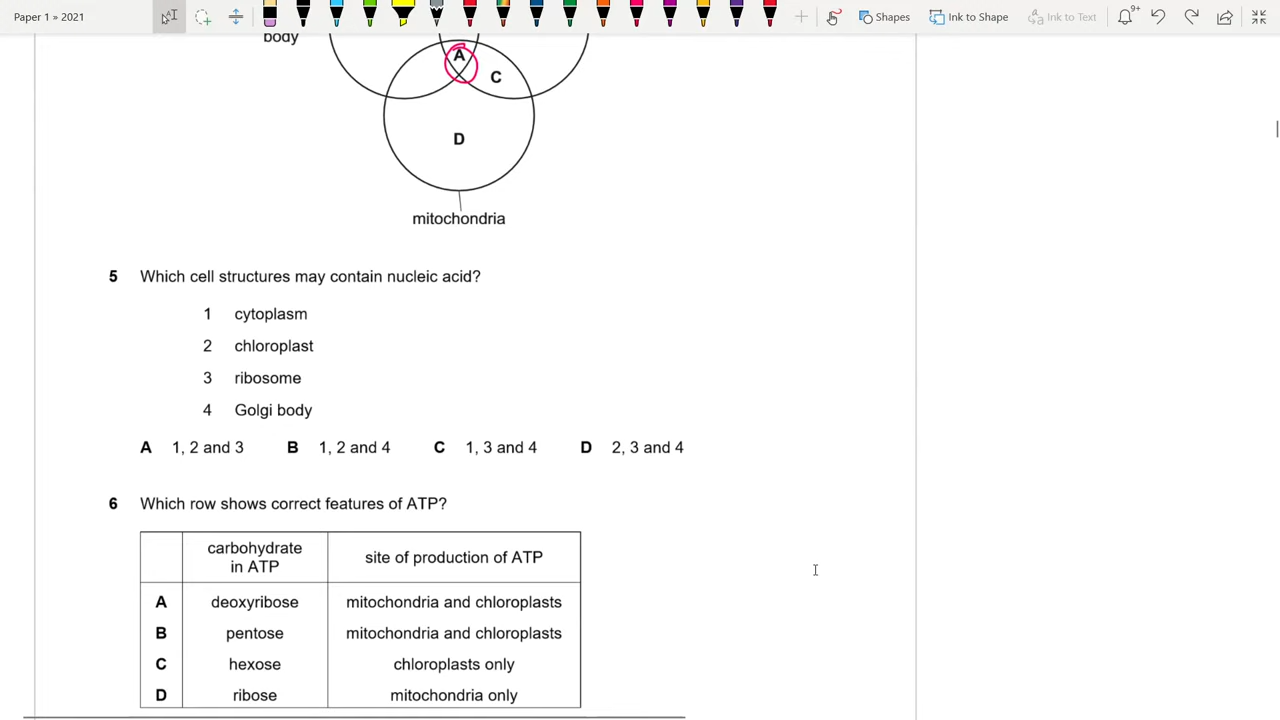 Paper 1 » 2021
Shapes
Ink to Shape
Ink to Text
9+
body
A
C
D
mitochondria
5 Which cell structures may contain nucleic acid?
1 cytoplasm
2 chloroplast
3 ribosome
4 Golgi body
A 1, 2 and 3 B 1, 2 and 4 C 1, 3 and 4 D 2, 3 and 4
6 Which row shows correct features of ATP?
carbohydrate
in ATP
site of production of ATP
A deoxyribose mitochondria and chloroplasts
B pentose mitochondria and chloroplasts
C hexose chloroplasts only
D ribose mitochondria only